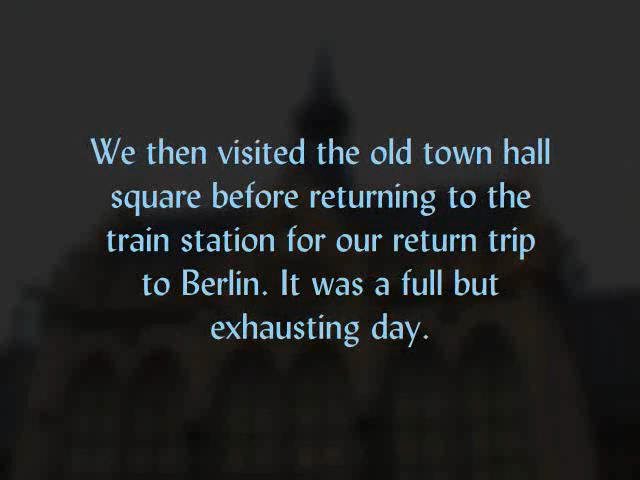 We then visited the old town hall
square before returning to the
train station for our return trip
to Berlin. It was a full but
exhausting day.